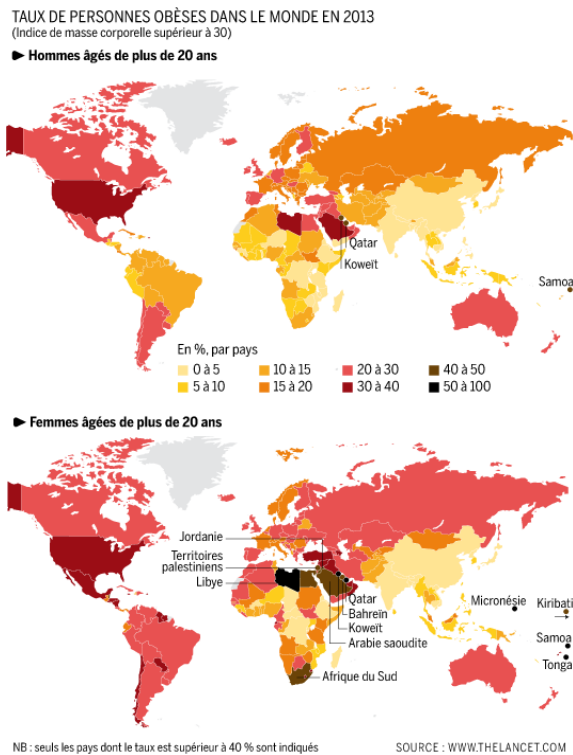 TAUX DE PERSONNES OBÈSES DANS LE MONDE EN 2013
(Indice de masse corporelle supérieur à 30)
► Hommes âgés de plus de 20 ans
Qatar
Koweït
Samoa
En %, par pays
0 à 5
10 à 15
20 à 30
40 à 50
5 à 10
15 à 20
30 à 40
50 à 100
► Femmes âgées de plus de 20 ans
Jordanie
Territoires
palestiniens
Libye
Qatar
Bahreïn
Koweït
Arabie saoudite
Afrique du Sud
Micronésie
Kiribati
Samoa
Tonga
NB : seuls les pays dont le taux est supérieur à 40 % sont indiqués
SOURCE : WWW.THELANCET.COM